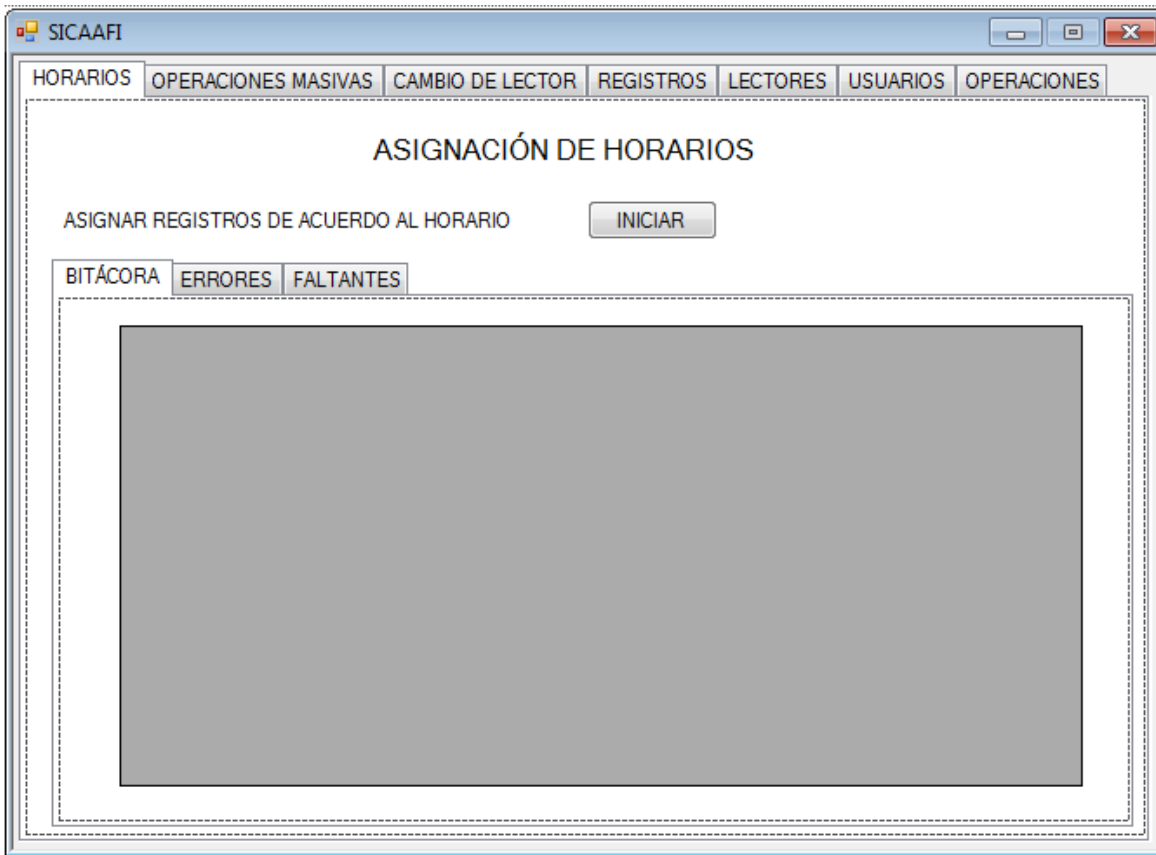 SICAAFI
HORARIOS OPERACIONES MASIVAS CAMBIO DE LECTOR REGISTROS LECTORES USUARIOS OPERACIONES
ASIGNACIÓN DE HORARIOS
ASIGNAR REGISTROS DE ACUERDO AL HORARIO INICIAR
BITÁCORA ERRORES FALTANTES